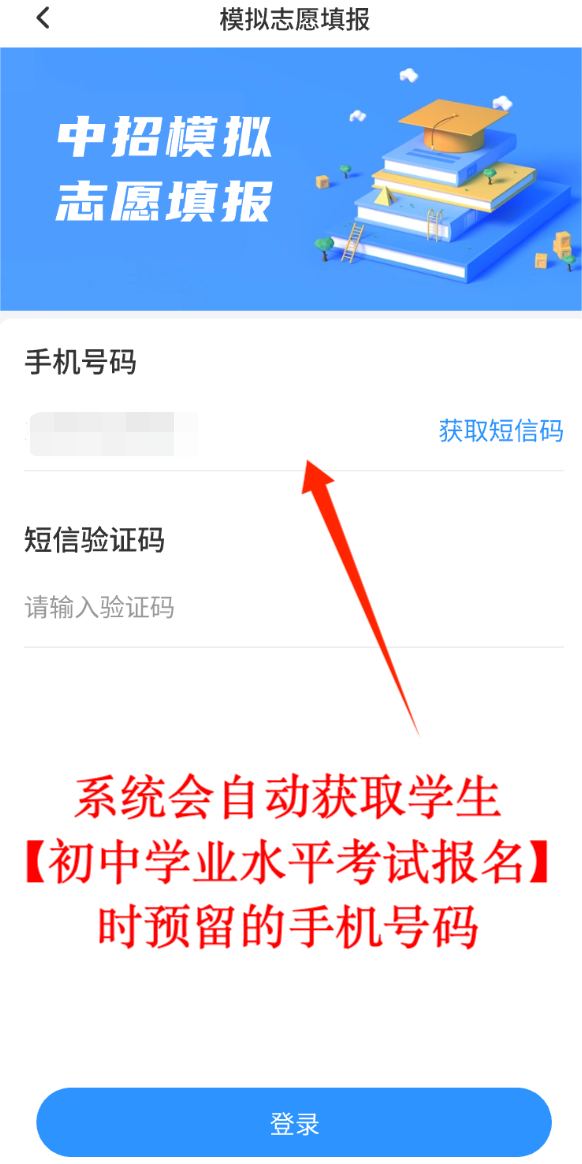 模拟志愿填报
中招模拟
志愿填报
手机号码
获取短信码
短信验证码
请输入验证码
系统会自动获取学生
【初中学业水平考试报名】
时预留的手机号码
登录